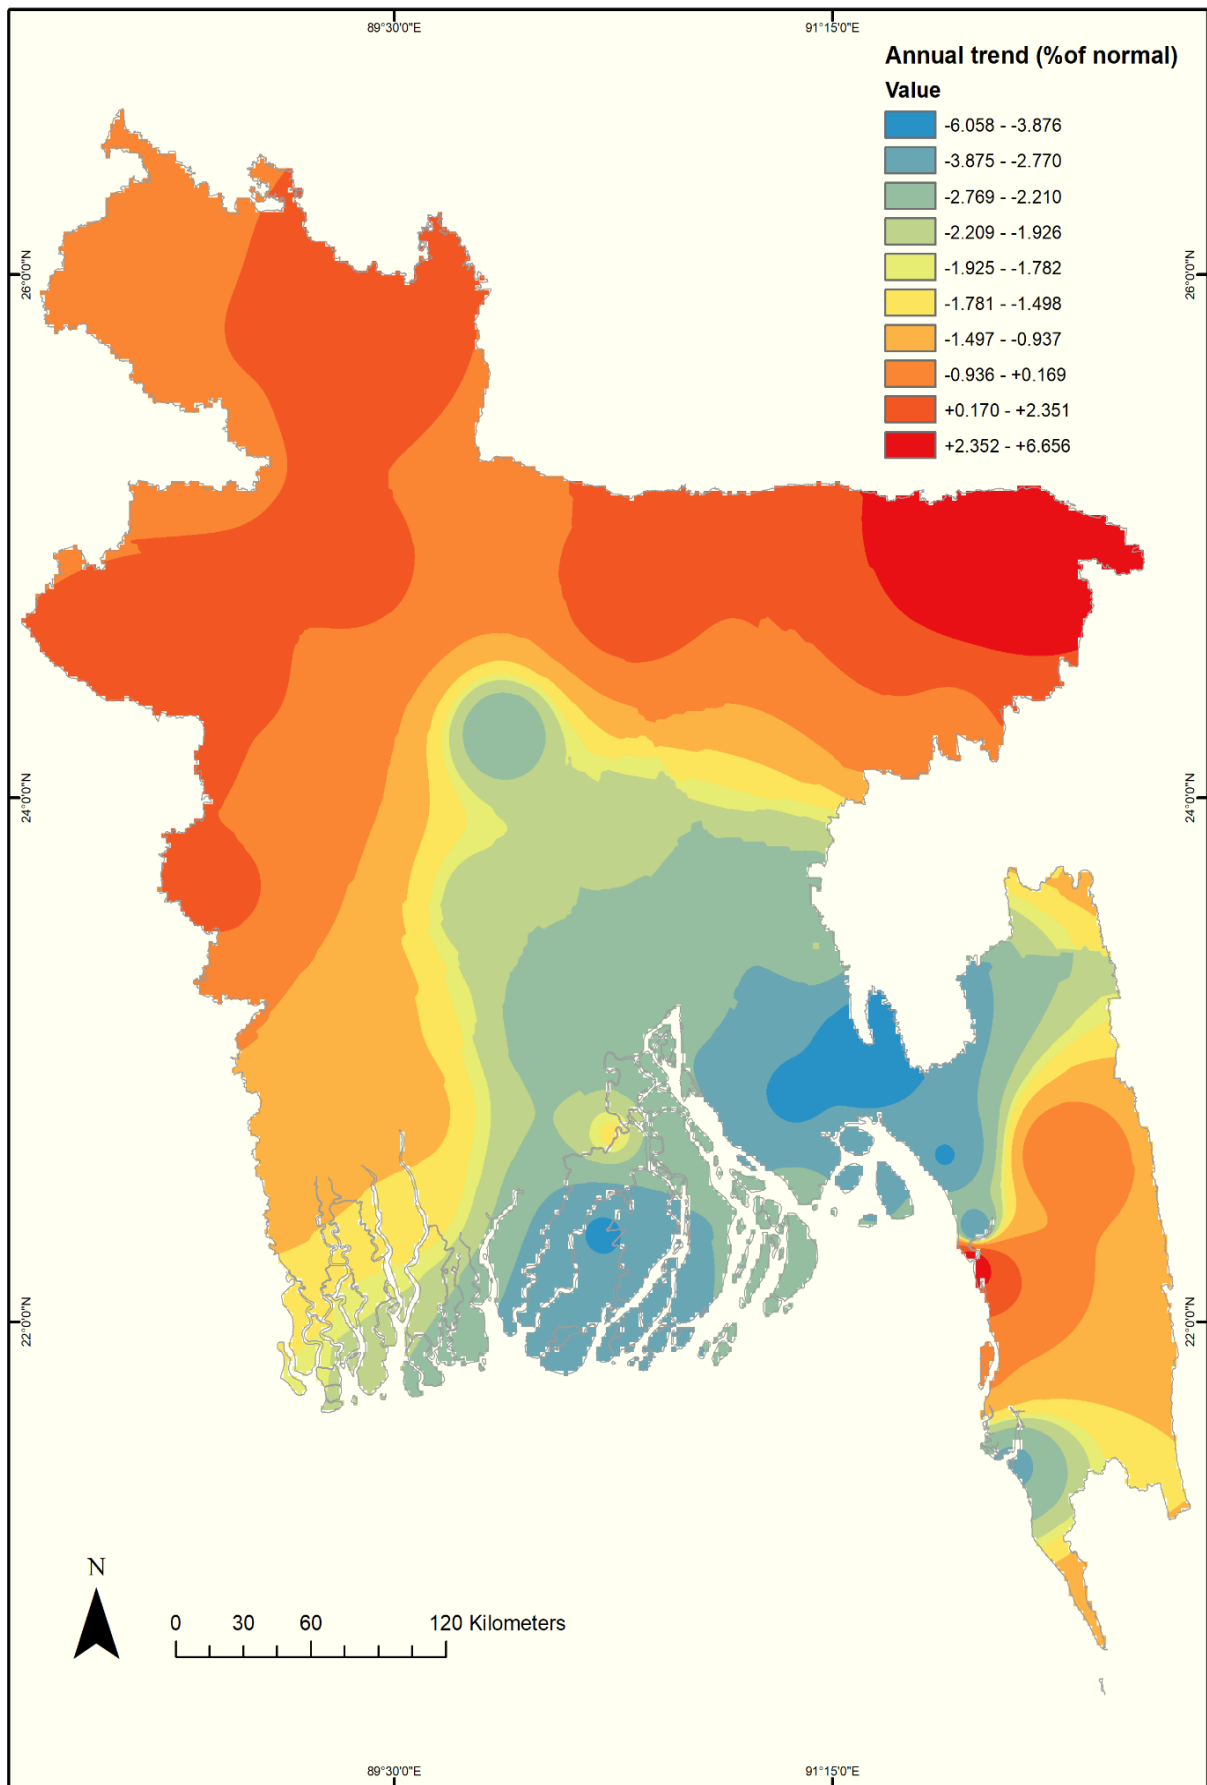 89°30'0"E
91°15'0"E
Annual trend (%of normal)
Value
-6.058 - -3.876
-3.875 - -2.770
-2.769 - -2.210
-2.209 - -1.926
-1.925 - -1.782
-1.781 - -1.498
-1.497 - -0.937
-0.936 - +0.169
+0.170 - +2.351
+2.352 - +6.656
26°0'0"N
26°0'0"N
24°0'0"N
24°0'0"N
22°0'0"N
22°0'0"N
N
0 30 60 120 Kilometers
89°30'0"E
91°15'0"E